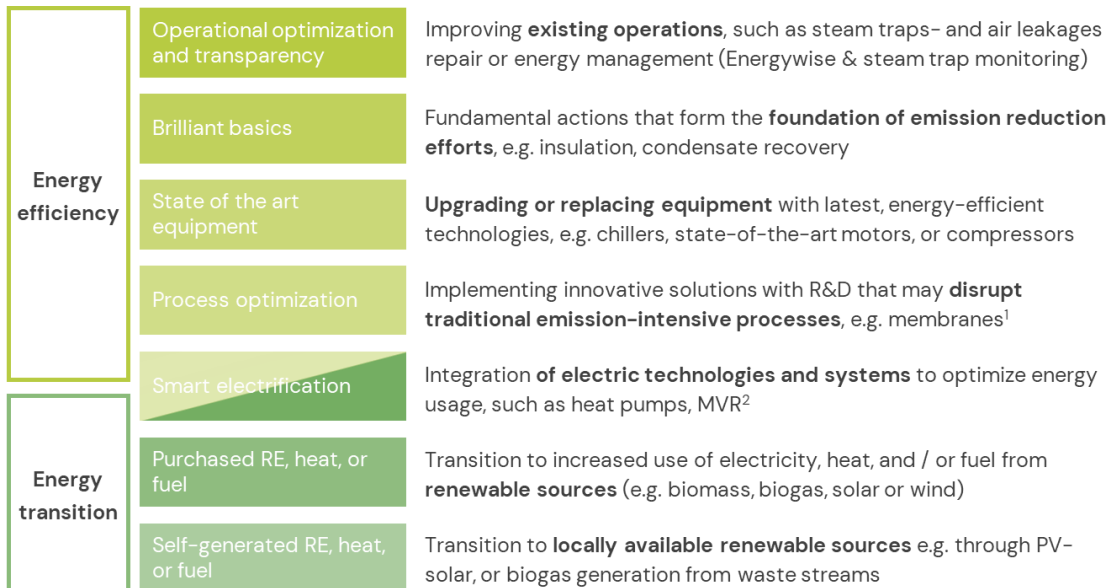 Energy
efficiency
Operational optimization
and transparency
Improving existing operations, such as steam traps- and air leakages
repair or energy management (Energywise & steam trap monitoring)
Brilliant basics
Fundamental actions that form the foundation of emission reduction
efforts, e.g. insulation, condensate recovery
State of the art
equipment
Upgrading or replacing equipment with latest, energy-efficient
technologies, e.g. chillers, state-of-the-art motors, or compressors
Process optimization
Implementing innovative solutions with R&D that may disrupt
traditional emission-intensive processes, e.g. membranes¹
Smart electrification
Integration of electric technologies and systems to optimize energy
usage, such as heat pumps, MVR²
Energy
transition
Purchased RE, heat, or
fuel
Transition to increased use of electricity, heat, and / or fuel from
renewable sources (e.g. biomass, biogas, solar or wind)
Self-generated RE, heat,
or fuel
Transition to locally available renewable sources e.g. through PV-
solar, or biogas generation from waste streams